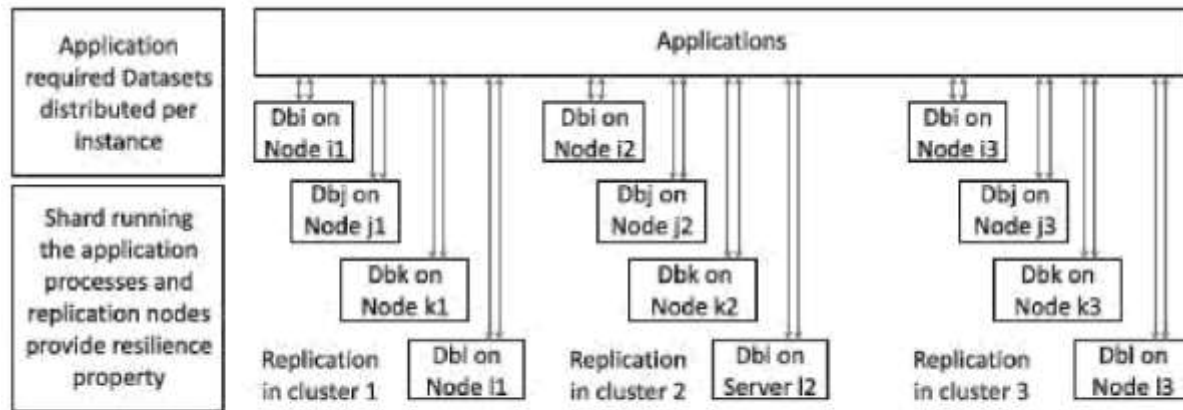 Application
required Datasets
distributed per
instance
Shard running
the application
processes and
replication nodes
provide resilience
property
Applications
Dbi on
Node i1
Dbj on
Node j1
Dbk on
Node k1
Dbl on
Node l1
Replication
in cluster 1
Dbi on
Node i2
Dbj on
Node j2
Dbk on
Node k2
Dbl on
Server l2
Replication
in cluster 2
Dbi on
Node i3
Dbj on
Node j3
Dbk on
Node k3
Dbl on
Node l3
Replication
in cluster 3